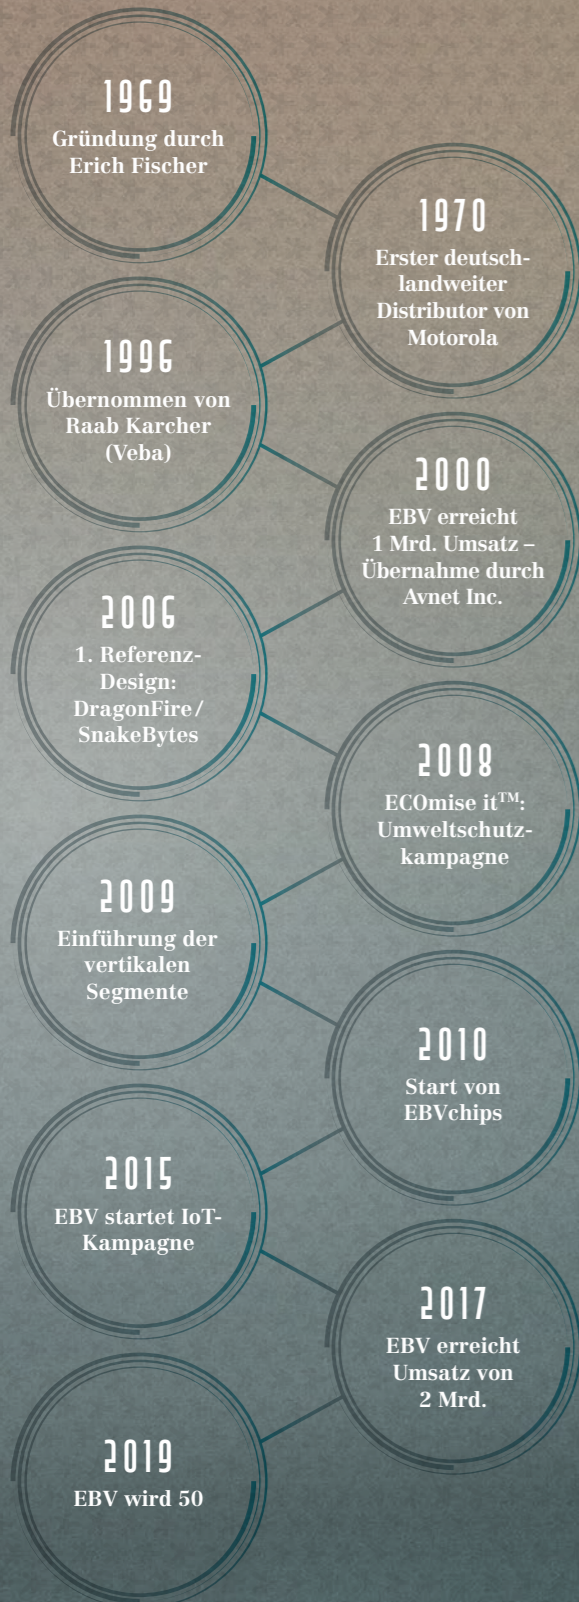 1969
Gründung durch
Erich Fischer
1970
Erster deutsch-
landweiter
Distributor von
Motorola
1996
Übernommen von
Raab Karcher
(Veba)
2000
EBV erreicht
1 Mrd. Umsatz –
Übernahme durch
Avnet Inc.
2006
1. Referenz-
Design:
DragonFire/
SnakeBytes
2008
ECOmise it™:
Umweltschutz-
kampagne
2009
Einführung der
vertikalen
Segmente
2010
Start von
EBVchips
2015
EBV startet IoT-
Kampagne
2017
EBV erreicht
Umsatz von
2 Mrd.
2019
EBV wird 50